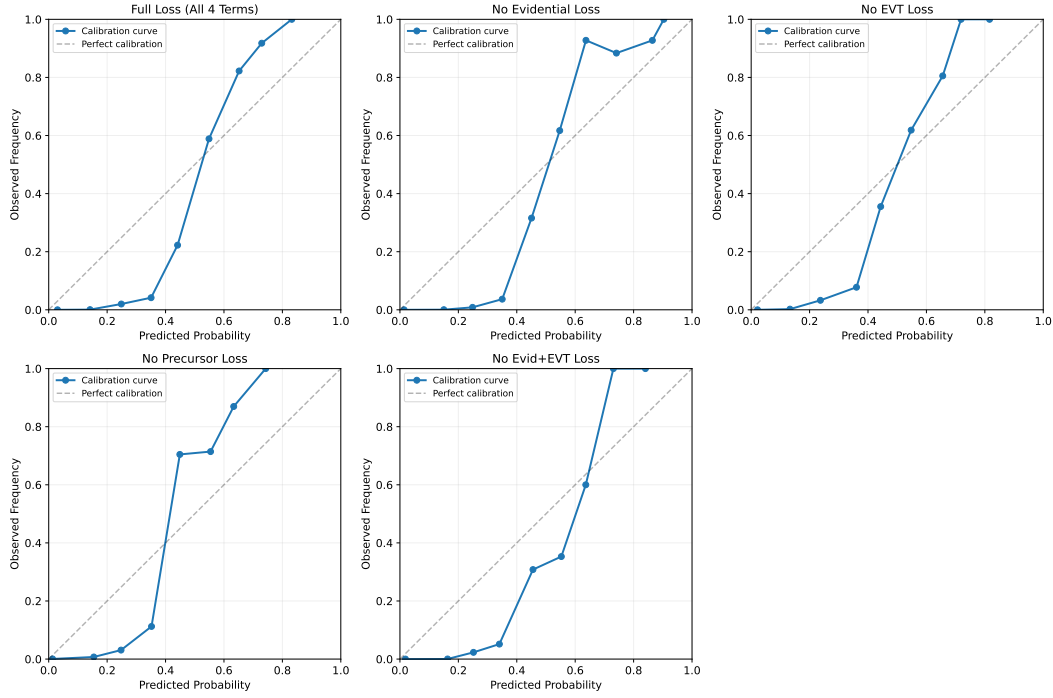 Full Loss (All 4 Terms)
1.0
0.8
0.6
0.4
0.2
0.0
Observed Frequency
Calibration curve
Perfect calibration
0.0 0.2 0.4 0.6 0.8 1.0
Predicted Probability
No Evidential Loss
1.0
0.8
0.6
0.4
0.2
0.0
Observed Frequency
Calibration curve
Perfect calibration
0.0 0.2 0.4 0.6 0.8 1.0
Predicted Probability
No EVT Loss
1.0
0.8
0.6
0.4
0.2
0.0
Observed Frequency
Calibration curve
Perfect calibration
0.0 0.2 0.4 0.6 0.8 1.0
Predicted Probability
No Precursor Loss
1.0
0.8
0.6
0.4
0.2
0.0
Observed Frequency
Calibration curve
Perfect calibration
0.0 0.2 0.4 0.6 0.8 1.0
Predicted Probability
No Evid+EVT Loss
1.0
0.8
0.6
0.4
0.2
0.0
Observed Frequency
Calibration curve
Perfect calibration
0.0 0.2 0.4 0.6 0.8 1.0
Predicted Probability